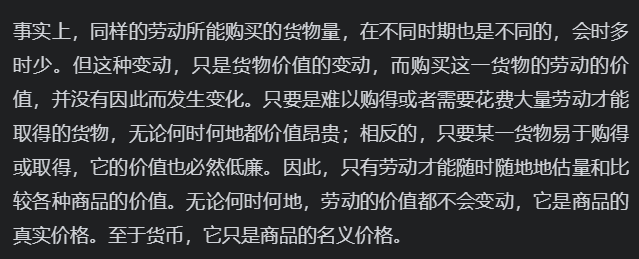 事实上，同样的劳动所能购买的货物量，在不同时期也是不同的，会时多
时少。但这种变动，只是货物价值的变动，而购买这一货物的劳动的价
值，并没有因此而发生变化。只要是难以购得或者需要花费大量劳动才能
取得的货物，无论何时何地都价值昂贵；相反的，只要某一货物易于购得
或取得，它的价值也必然低廉。因此，只有劳动才能随时随地地估量和比
较各种商品的价值。无论何时何地，劳动的价值都不会变动，它是商品的
真实价格。至于货币，它只是商品的名义价格。